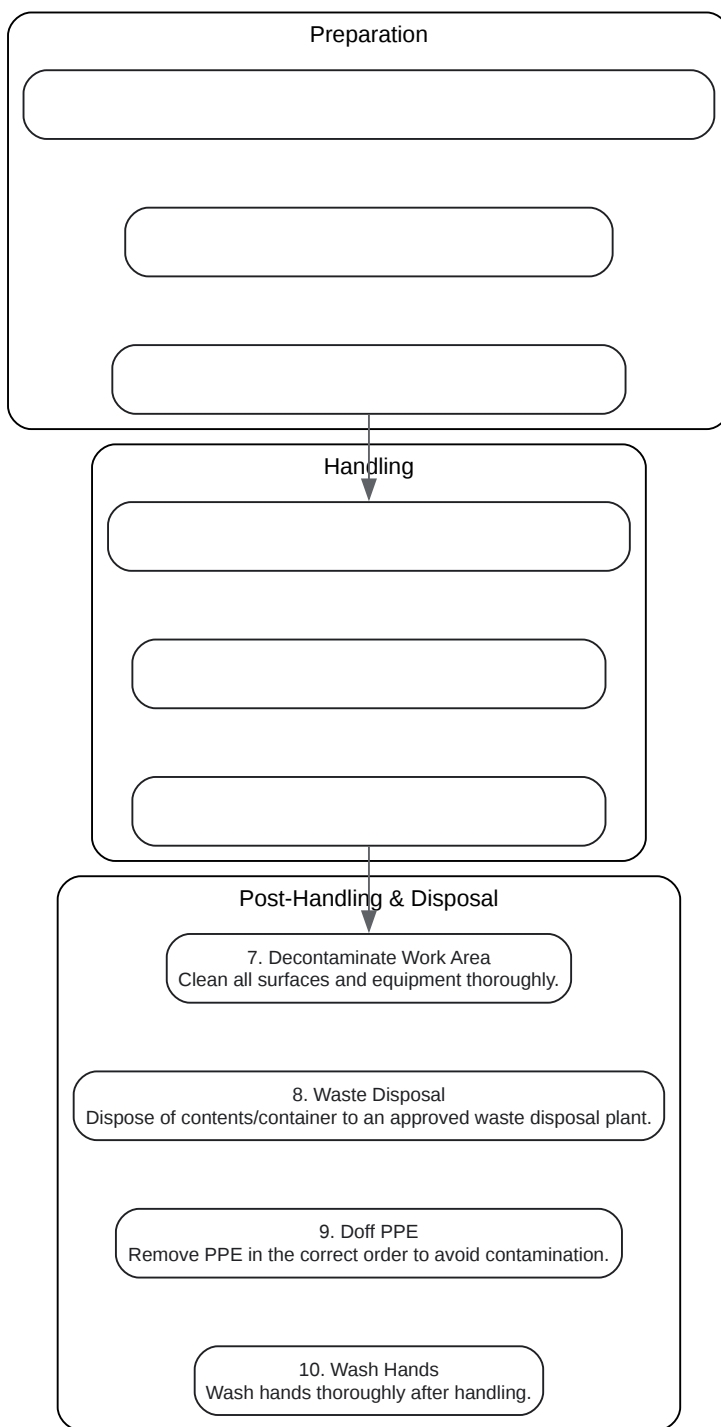 Preparation
Handling
Post-Handling & Disposal
7. Decontaminate Work Area
Clean all surfaces and equipment thoroughly.
8. Waste Disposal
Dispose of contents/container to an approved waste disposal plant.
9. Doff PPE
Remove PPE in the correct order to avoid contamination.
10. Wash Hands
Wash hands thoroughly after handling.